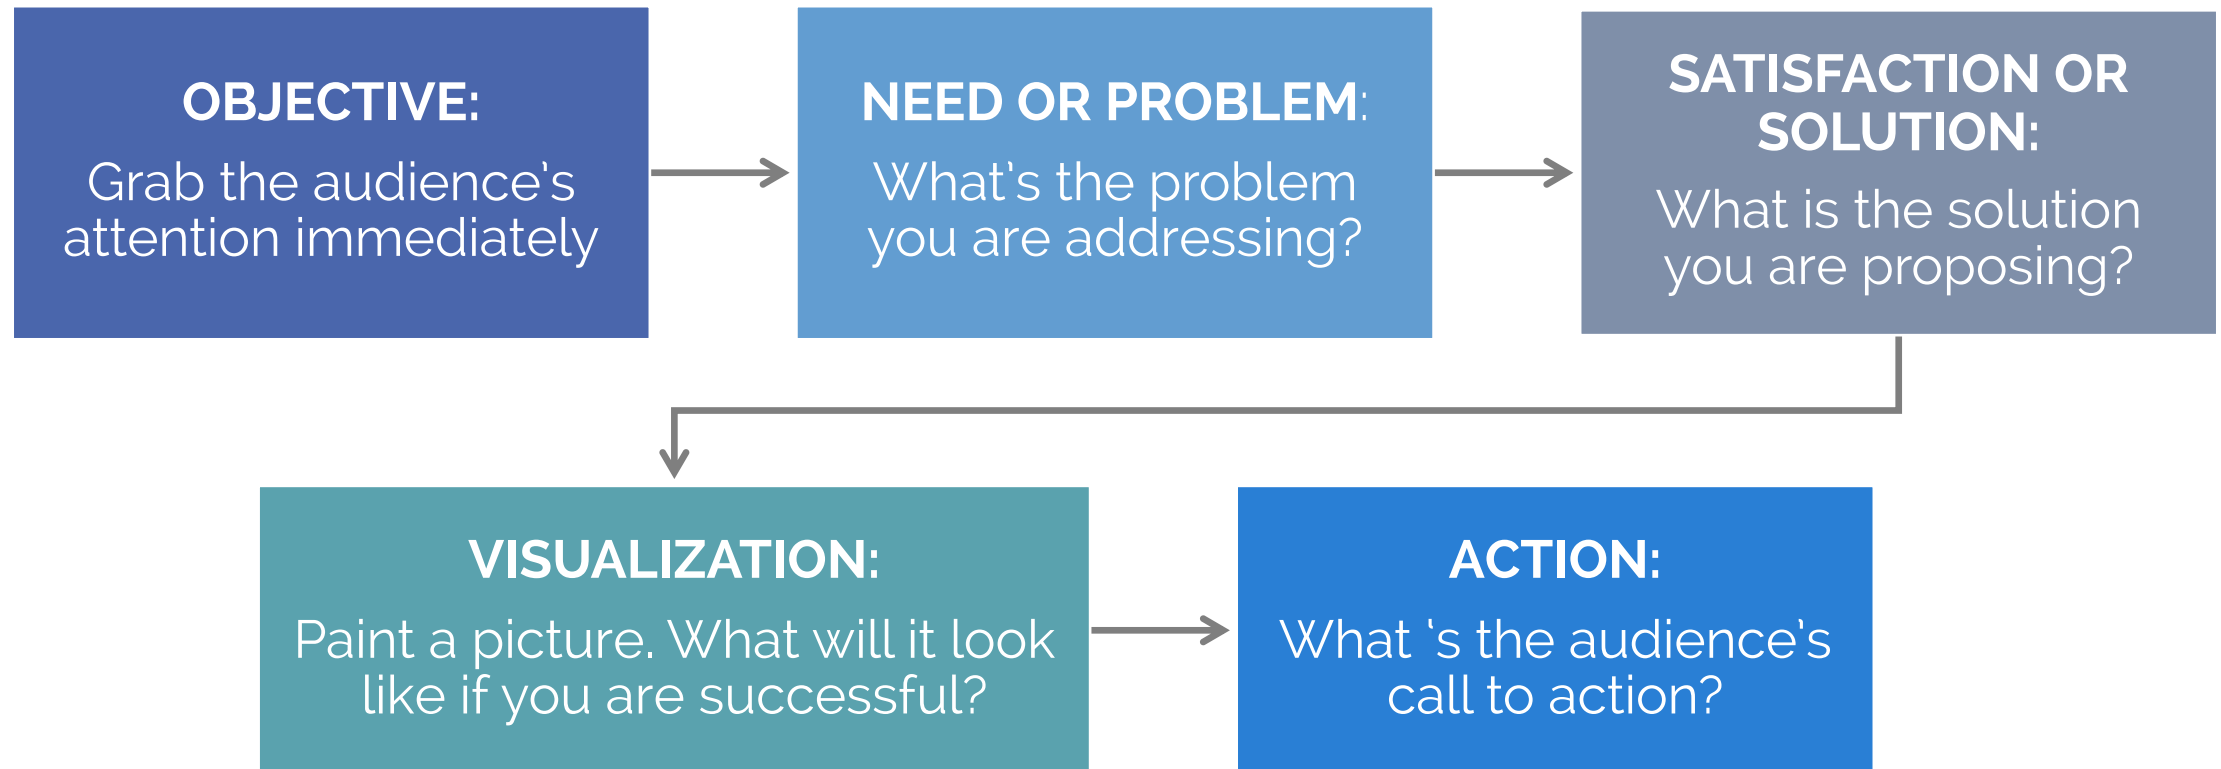 OBJECTIVE:
Grab the audience's
attention immediately
NEED OR PROBLEM:
What's the problem
you are addressing?
SATISFACTION OR
SOLUTION:
What is the solution
you are proposing?
VISUALIZATION:
Paint a picture. What will it look
like if you are successful?
ACTION:
What ‘s the audience’s
call to action?